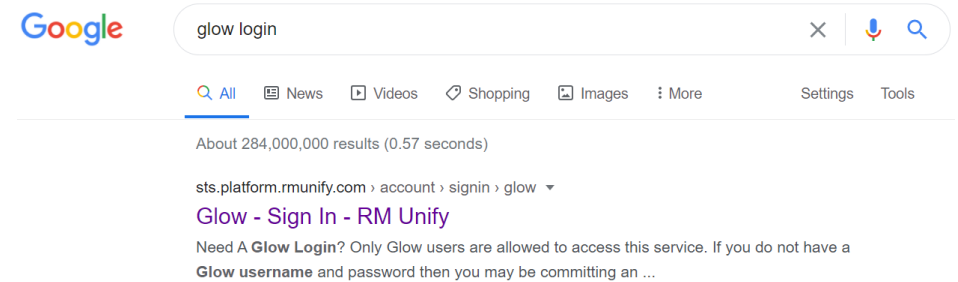 Google
glow login
All News Videos Shopping Images More Settings Tools
About 284,000,000 results (0.57 seconds)
sts.platform.rmunify.com › account › signin › glow
Glow - Sign In - RM Unify
Need A Glow Login? Only Glow users are allowed to access this service. If you do not have a
Glow username and password then you may be committing an ...